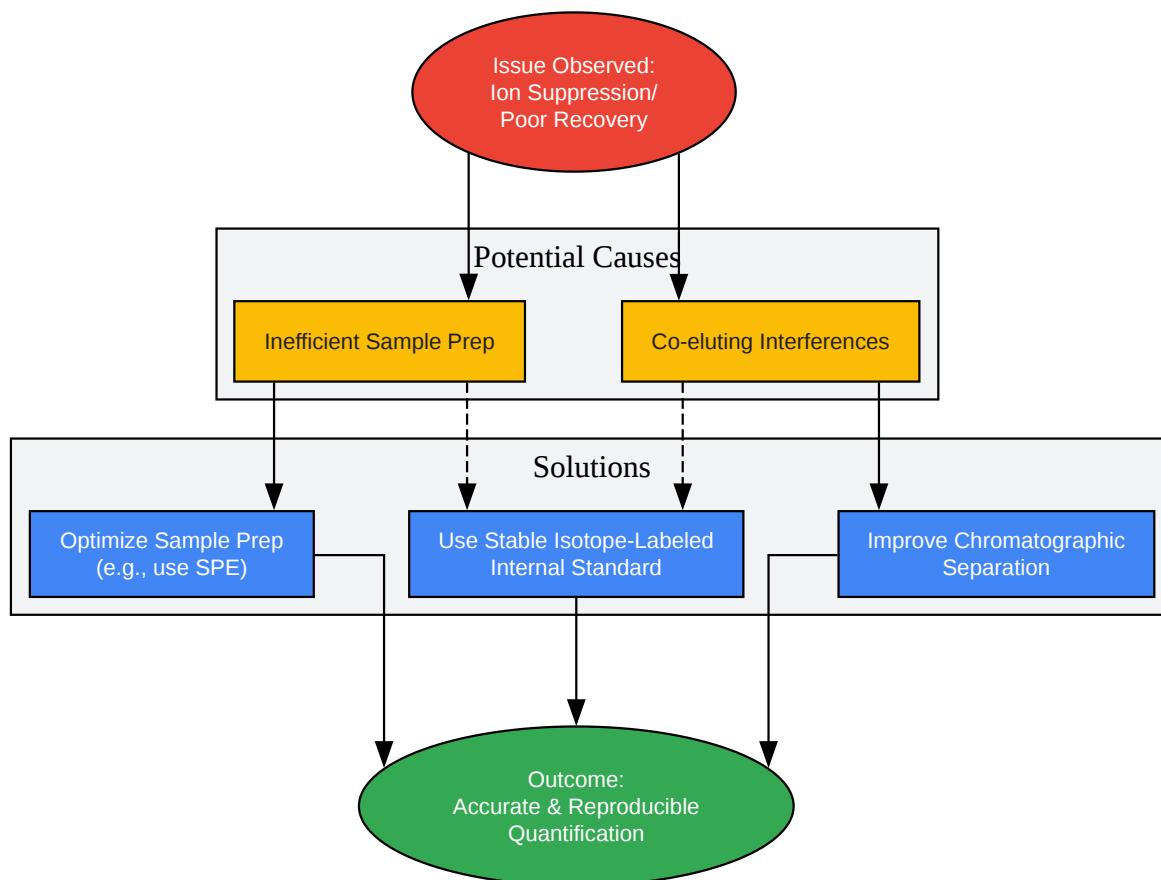 Issue Observed:
Ion Suppression/
Poor Recovery
Potential Causes
Inefficient Sample Prep
Co-eluting Interferences
Solutions
Optimize Sample Prep
(e.g., use SPE)
Use Stable Isotope-Labeled
Internal Standard
Improve Chromatographic
Separation
Outcome:
Accurate & Reproducible
Quantification